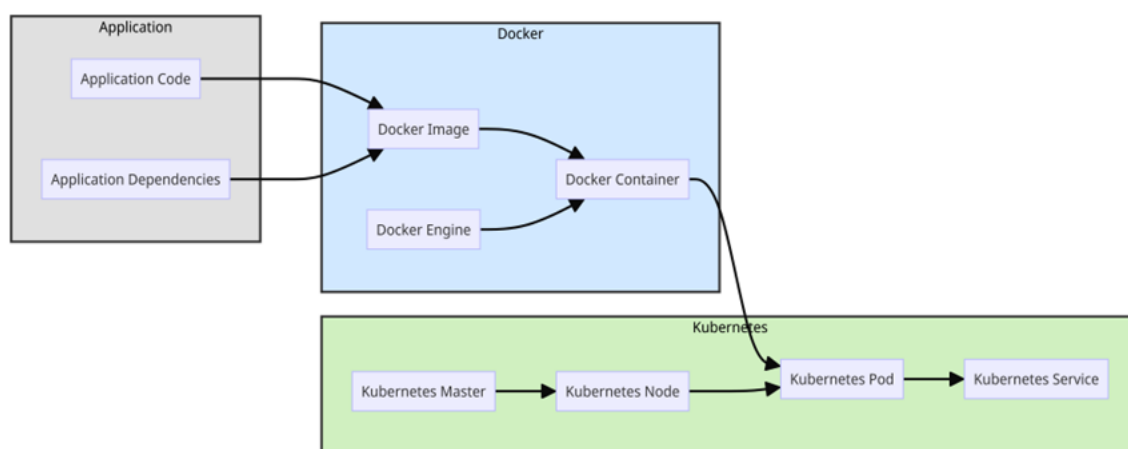 Application
Application Code
Application Dependencies
Docker
Docker Image
Docker Container
Docker Engine
Kubernetes
Kubernetes Master
Kubernetes Node
Kubernetes Pod
Kubernetes Service